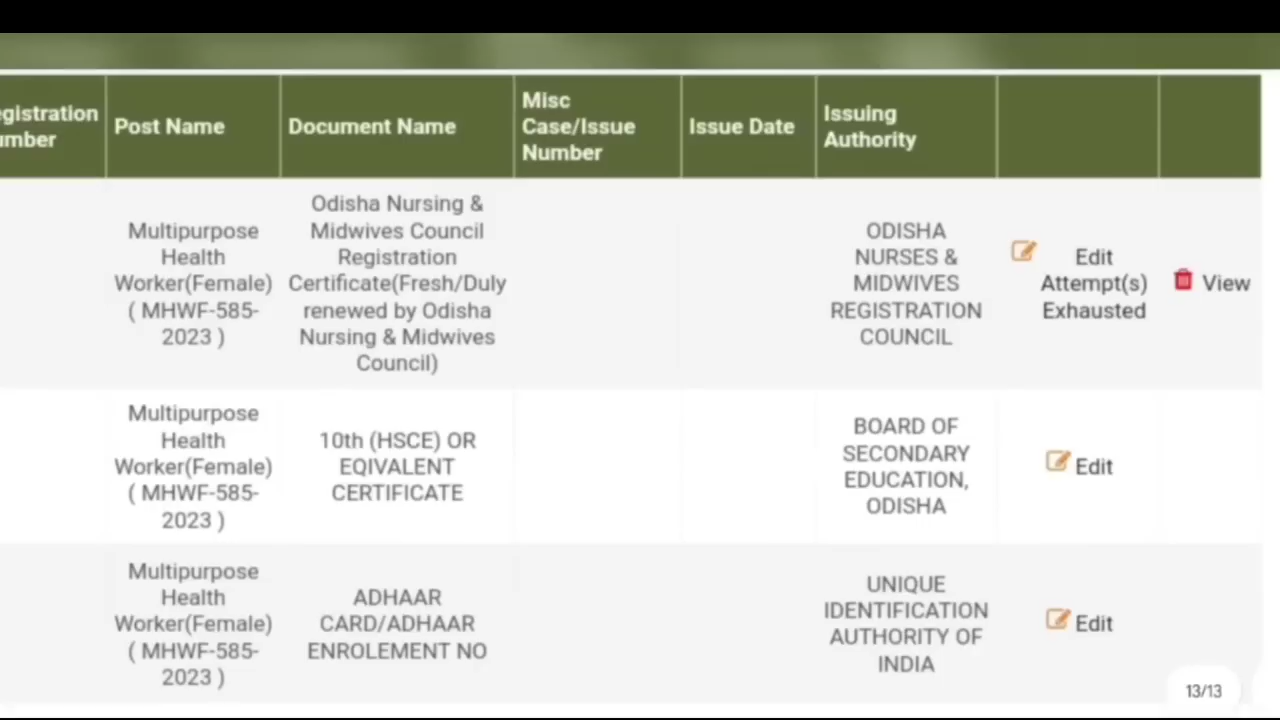 egistration
umber
Post Name
Document Name
Misc
Case/Issue
Number
Issue Date
Issuing
Authority
Multipurpose
Health
Worker(Female)
( MHWF-585-
2023 )
Odisha Nursing &
Midwives Council
Registration
Certificate(Fresh/Duly
renewed by Odisha
Nursing & Midwives
Council)
ODISHA
NURSES &
MIDWIVES
REGISTRATION
COUNCIL
Edit
Attempt(s)
Exhausted
View
Multipurpose
Health
Worker(Female)
( MHWF-585-
2023 )
10th (HSCE) OR
EQIVALENT
CERTIFICATE
BOARD OF
SECONDARY
EDUCATION,
ODISHA
Edit
Multipurpose
Health
Worker(Female)
( MHWF-585-
2023 )
ADHAAR
CARD/ADHAAR
ENROLEMENT NO
UNIQUE
IDENTIFICATION
AUTHORITY OF
INDIA
Edit
13/13